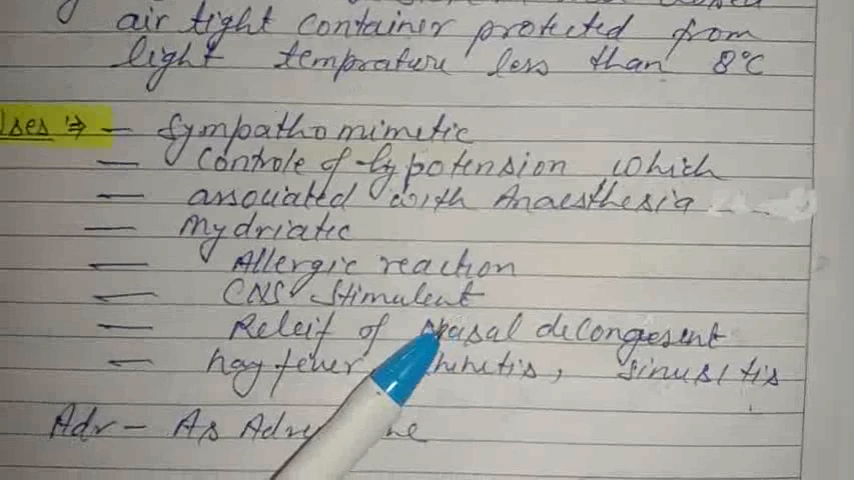 air tight container protected from
light temprature less than 8°C
Uses ⇒ — Sympathomimetic
— Controle of hypotension which
— associated with Anaesthesia
— Mydriatic
— Allergic reaction
— CNS stimulent
— Releif of Nasal decongesent
— hay fever, sinusitis
Adr - As